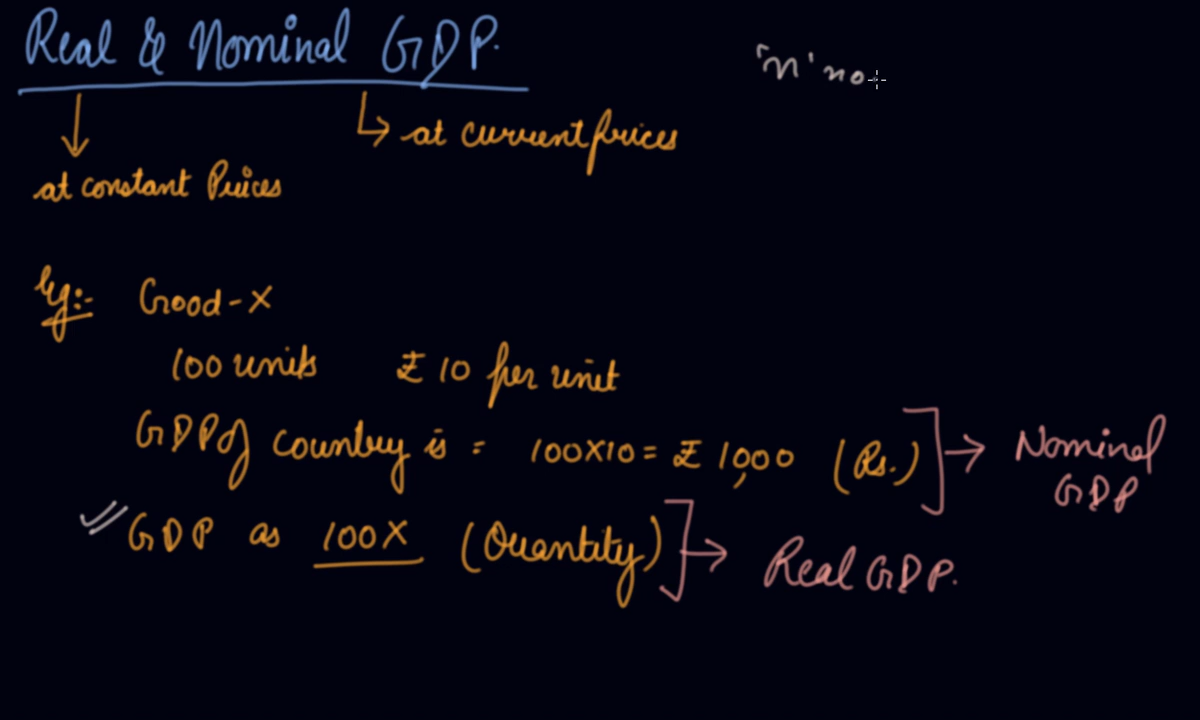 Real & Nominal GDP.
'n' no
at current prices
at constant Prices
Eg:-
Good-X
100 units ₹ 10 per unit
GDP of country is = 100X10 = ₹ 1,000 (Rs.) Nominal GDP
GDP as 100X (Quantity) Real GDP.